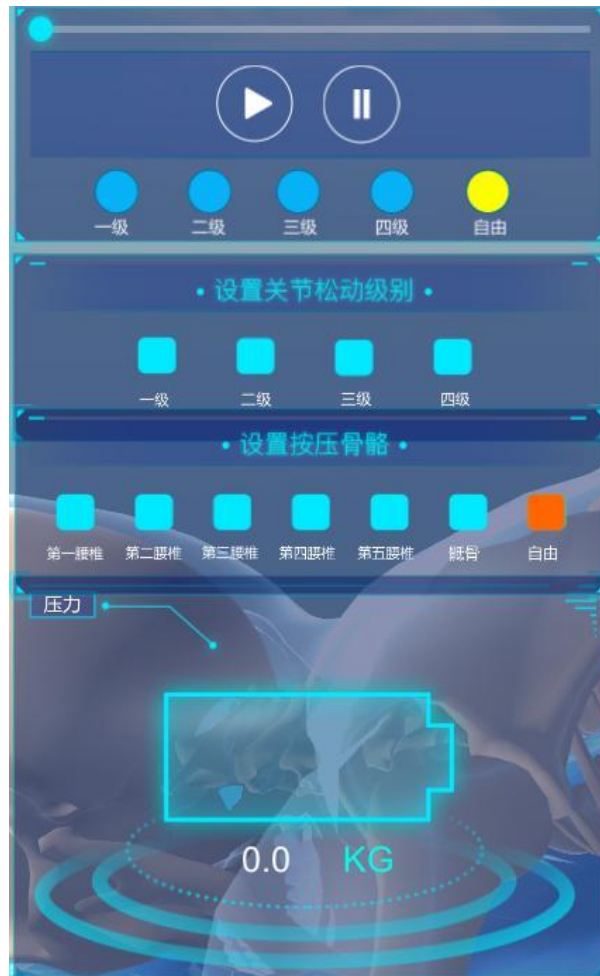 一级 二级 三级 四级 自由
• 设置关节松动级别 •
一级 二级 三级 四级
• 设置按压骨骼 •
第一腰椎 第二腰椎 第三腰椎 第四腰椎 第五腰椎 骶骨 自由
压力
0.0 KG